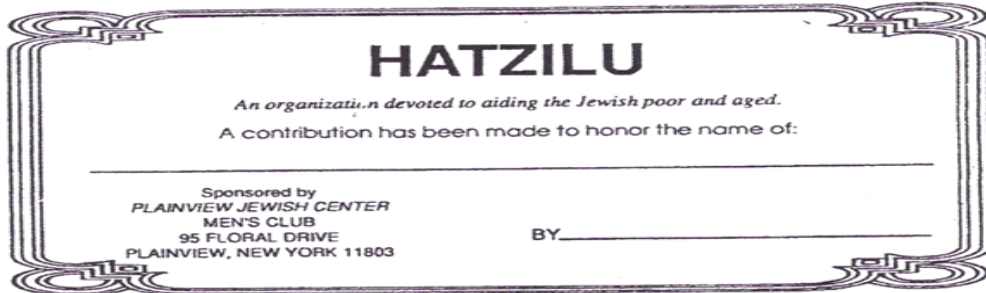 HATZILU
An organization devoted to aiding the Jewish poor and aged.
A contribution has been made to honor the name of:
Sponsored by
PLAINVIEW JEWISH CENTER
MEN'S CLUB
95 FLORAL DRIVE
PLAINVIEW, NEW YORK 11803
BY